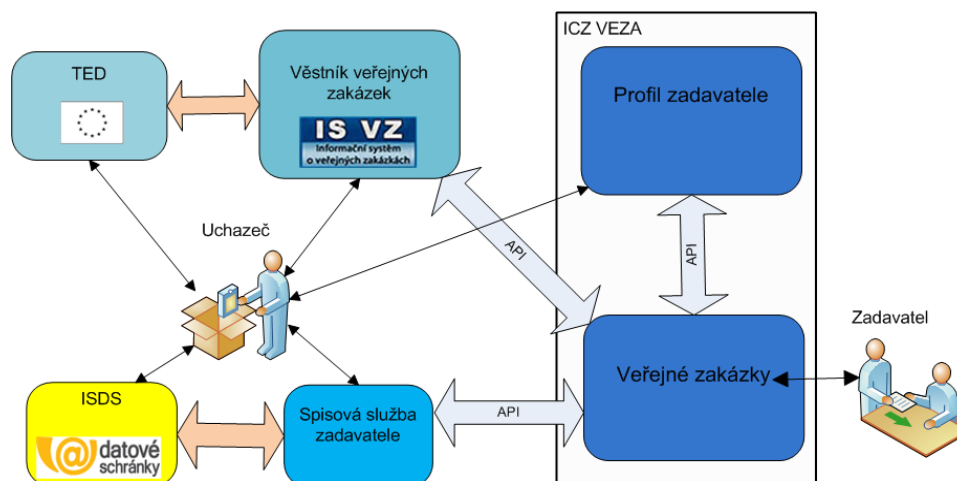 ICZ VEZA
TED
Věstník veřejných
zakázek
IS VZ
Informační systém
o veřejných zakázkách
Profil zadavatele
API
API
Uchazeč
Zadavatel
Veřejné zakázky
ISDS
@datové
schránky
Spisová služba
zadavatele
API